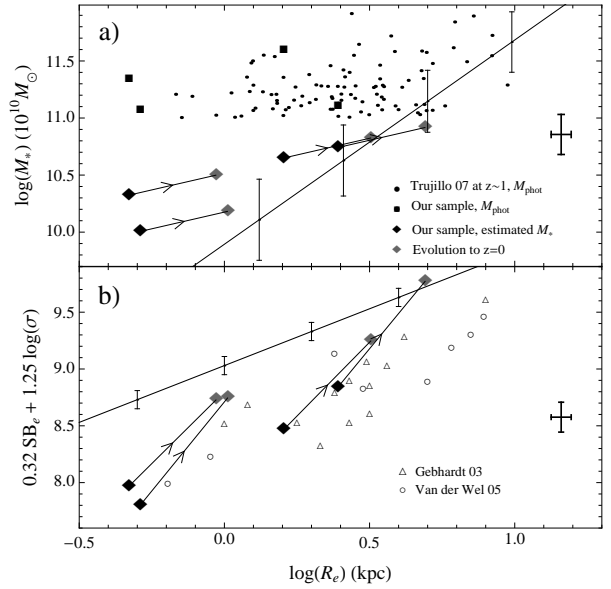 a)
11.5
11.0
10.5
10.0
log(M*) (10^10 M⊙)
Trujillo 07 at z~1, Mphot
Our sample, Mphot
Our sample, estimated M*
Evolution to z=0
b)
9.5
9.0
8.5
8.0
0.32 SBe + 1.25 log(σ)
Gebhardt 03
Van der Wel 05
−0.5 0.0 0.5 1.0
log(Re) (kpc)